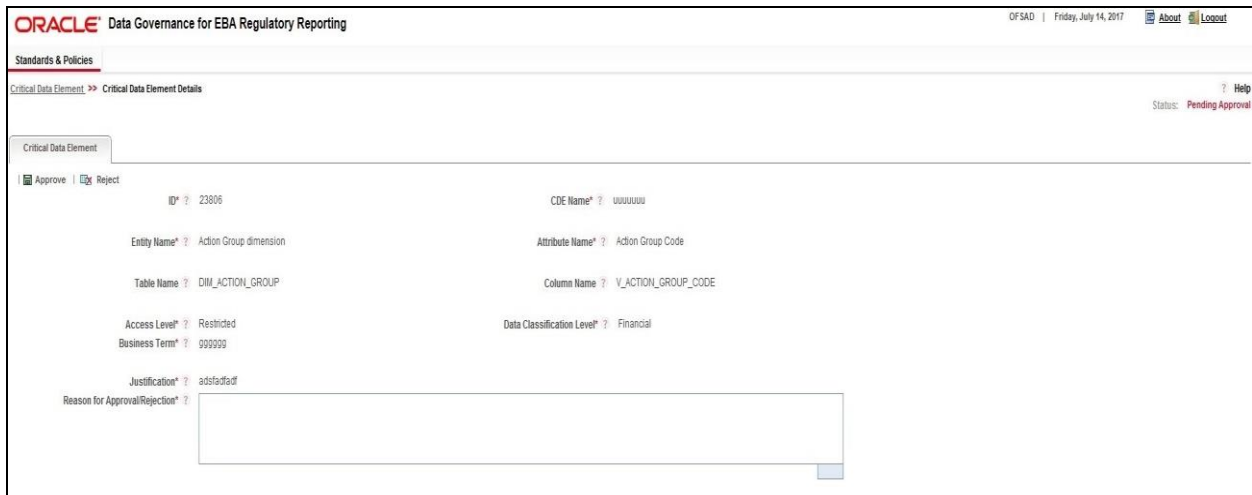 ORACLE® Data Governance for EBA Regulatory Reporting
OFSAD | Friday, July 14, 2017 About Logout
Standards & Policies
Critical Data Element >> Critical Data Element Details
? Help
Status: Pending Approval
Critical Data Element
| Approve | Reject
ID* ? 23806 CDE Name* ? uuuuuuu
Entity Name* ? Action Group dimension Attribute Name* ? Action Group Code
Table Name ? DIM_ACTION_GROUP Column Name ? V_ACTION_GROUP_CODE
Access Level* ? Restricted Data Classification Level* ? Financial
Business Term* ? gggggg
Justification* ? adsfadfadf
Reason for Approval/Rejection* ?